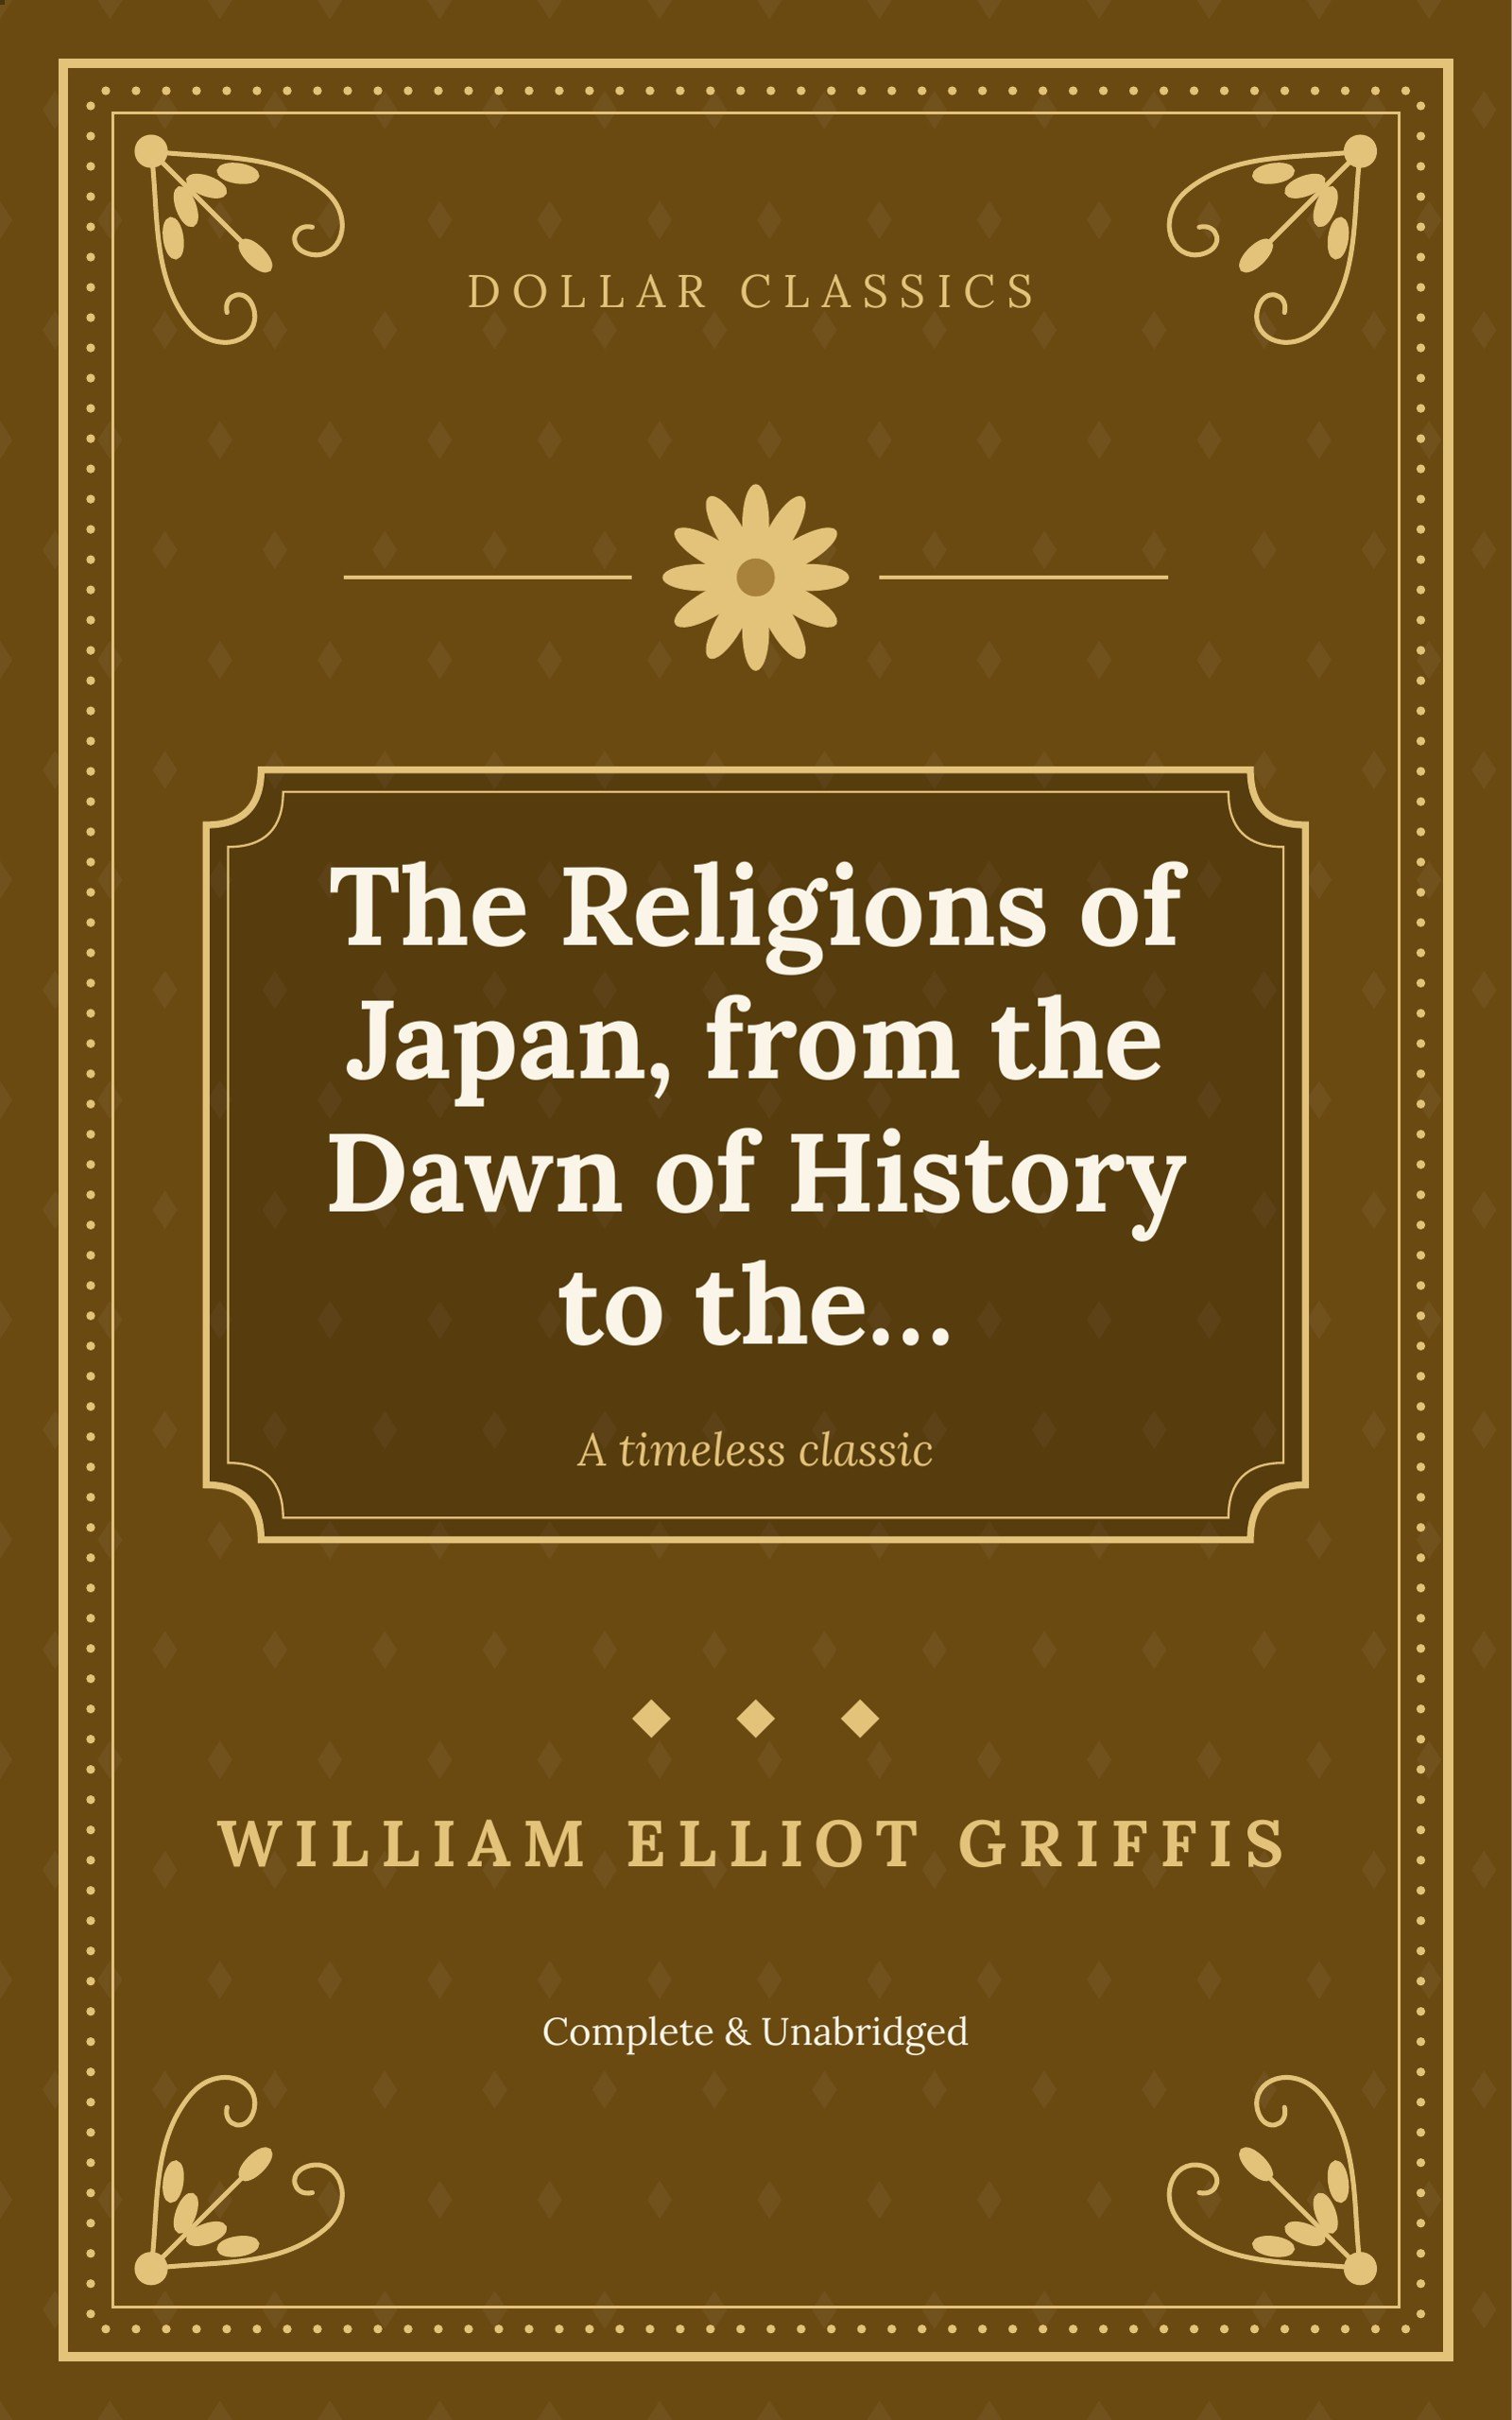 DOLLAR CLASSICS
The Religions of
Japan, from the
Dawn of History
to the...
A timeless classic
WILLIAM ELLIOT GRIFFIS
Complete & Unabridged